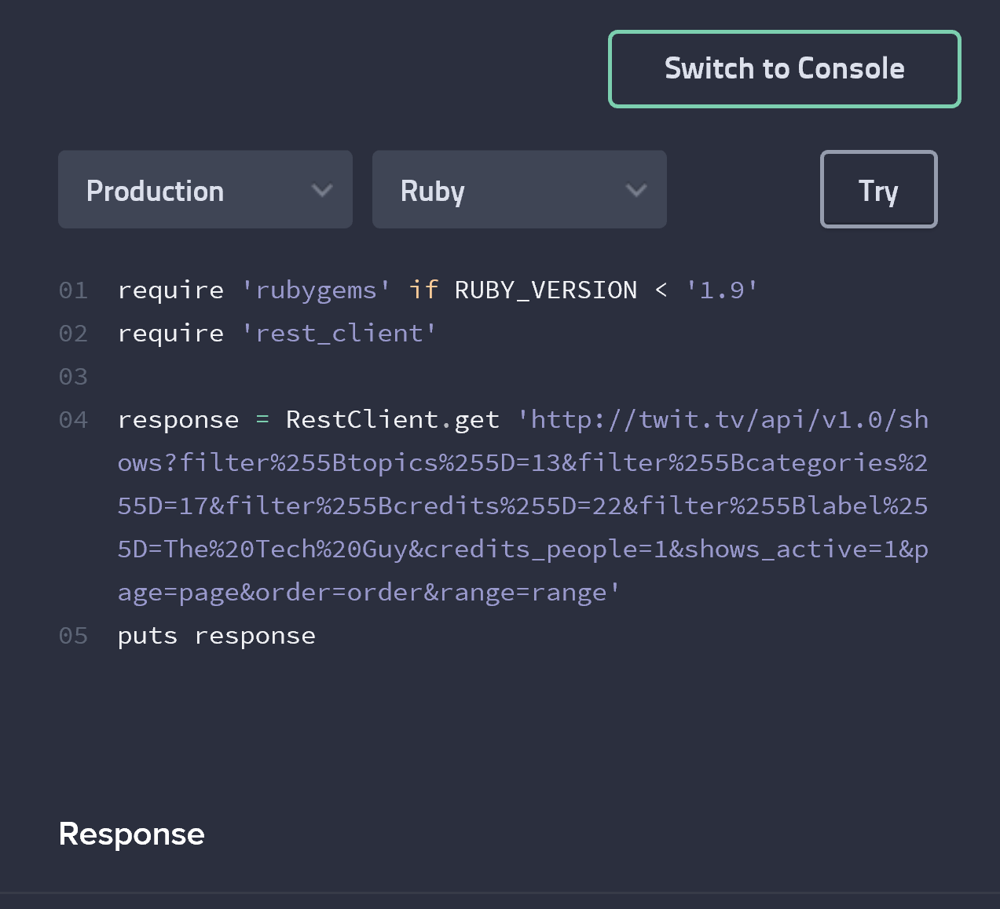 Switch to Console
Production
Ruby
Try
01 require 'rubygems' if RUBY_VERSION < '1.9'
02 require 'rest_client'
03
04 response = RestClient.get 'http://twit.tv/api/v1.0/sh
ows?filter%255Btopics%255D=13&filter%255Bcategories%2
55D=17&filter%255Bcredits%255D=22&filter%255Blabel%25
5D=The%20Tech%20Guy&credits_people=1&shows_active=1&p
age=page&order=order&range=range'
05 puts response
Response